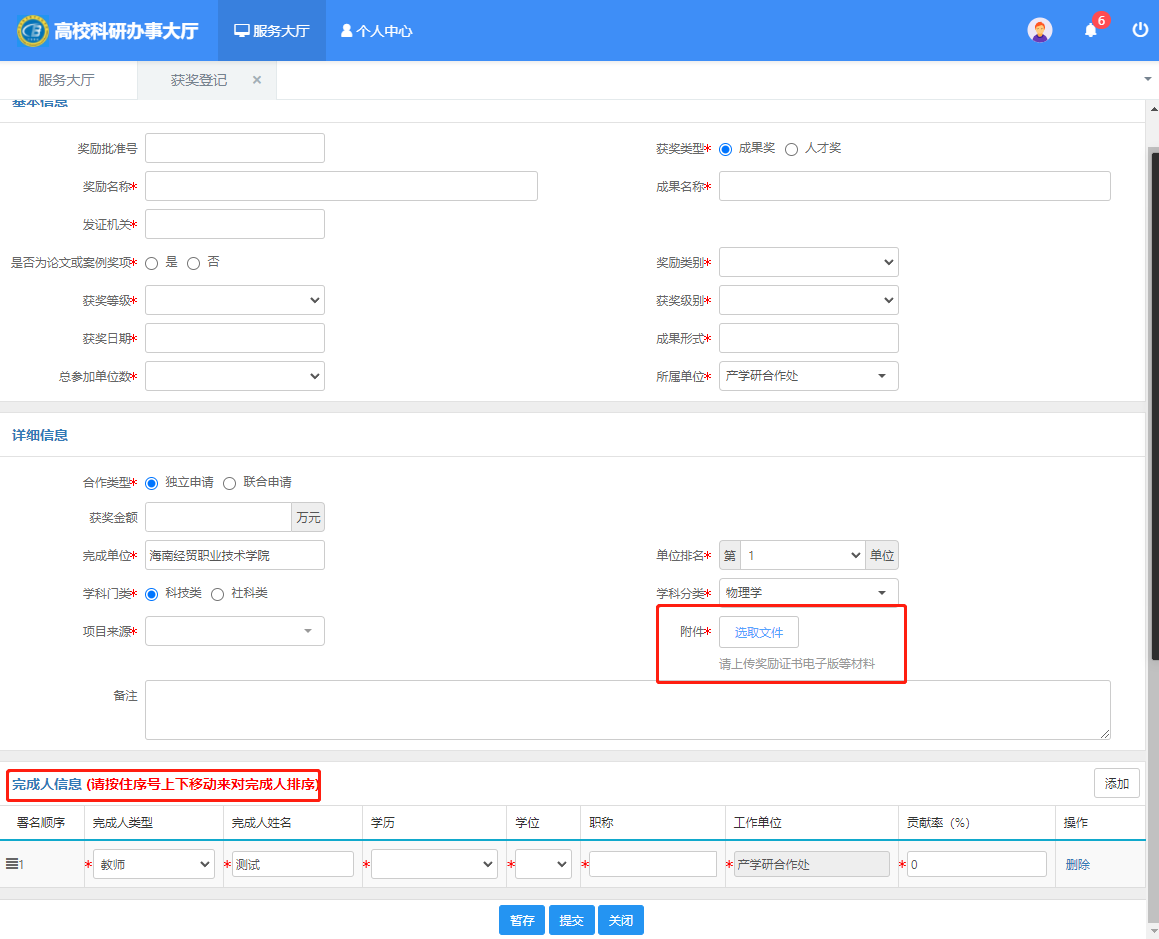 高校科研办事大厅 服务大厅 个人中心 6
服务大厅 获奖登记 ×
基本信息
奖励批准号 获奖类型* 成果奖 人才奖
奖励名称* 成果名称*
发证机关*
是否为论文或案例奖项* 是 否 奖励类别*
获奖等级* 获奖级别*
获奖日期* 成果形式*
总参加单位数* 所属单位* 产学研合作处
详细信息
合作类型* 独立申请 联合申请
获奖金额 万元
完成单位* 海南经贸职业技术学院 单位排名* 第 1 单位
学科门类* 科技类 社科类 学科分类* 物理学
项目来源* 附件* 选取文件
请上传奖励证书电子版等材料
备注
完成人信息 (请按住序号上下移动来对完成人排序) 添加
署名顺序 完成人类型 完成人姓名 学历 学位 职称 工作单位 贡献率（%） 操作
1 * 教师 * 测试 * * * * 产学研合作处 * 0 删除
暂存 提交 关闭